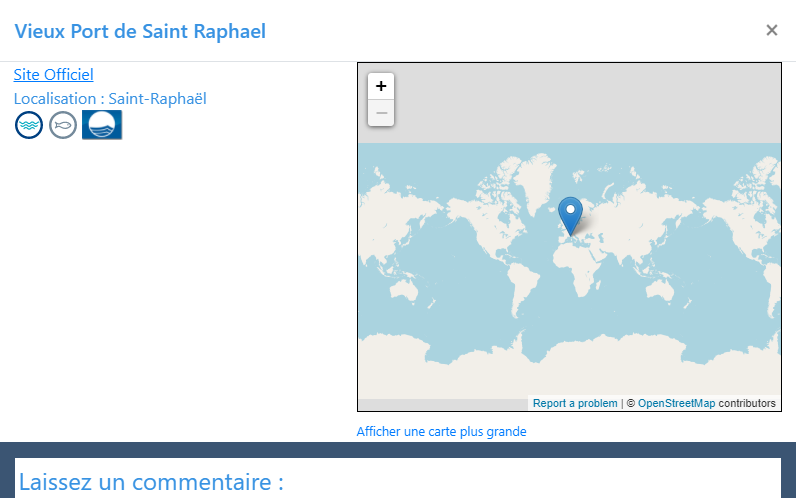 Vieux Port de Saint Raphael
×
Site Officiel
Localisation : Saint-Raphaël
+
−
Report a problem | © OpenStreetMap contributors
Afficher une carte plus grande
Laissez un commentaire :